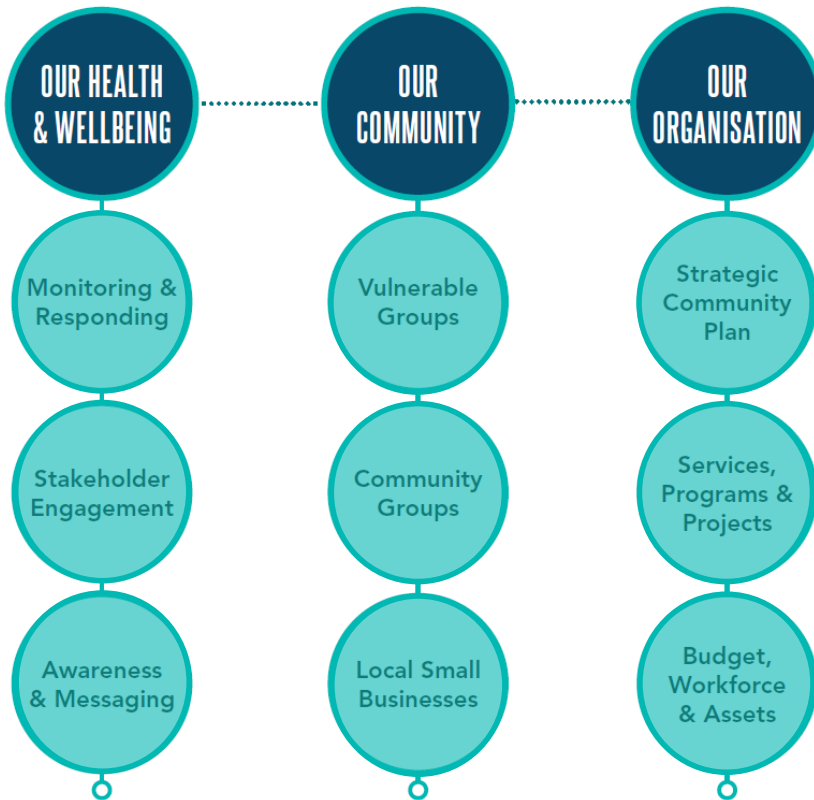 OUR HEALTH
& WELLBEING
Monitoring &
Responding
Stakeholder
Engagement
Awareness
& Messaging
OUR
COMMUNITY
Vulnerable
Groups
Community
Groups
Local Small
Businesses
OUR
ORGANISATION
Strategic
Community
Plan
Services,
Programs &
Projects
Budget,
Workforce
& Assets